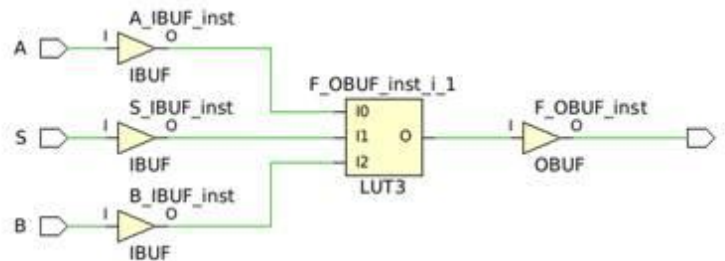 A_IBUF_inst
A I O
IBUF
F_OBUF_inst_i_1
S_IBUF_inst
I0
F_OBUF_inst
S I O I1 O I O
IBUF
I2
OBUF
LUT3
B_IBUF_inst
B I O
IBUF